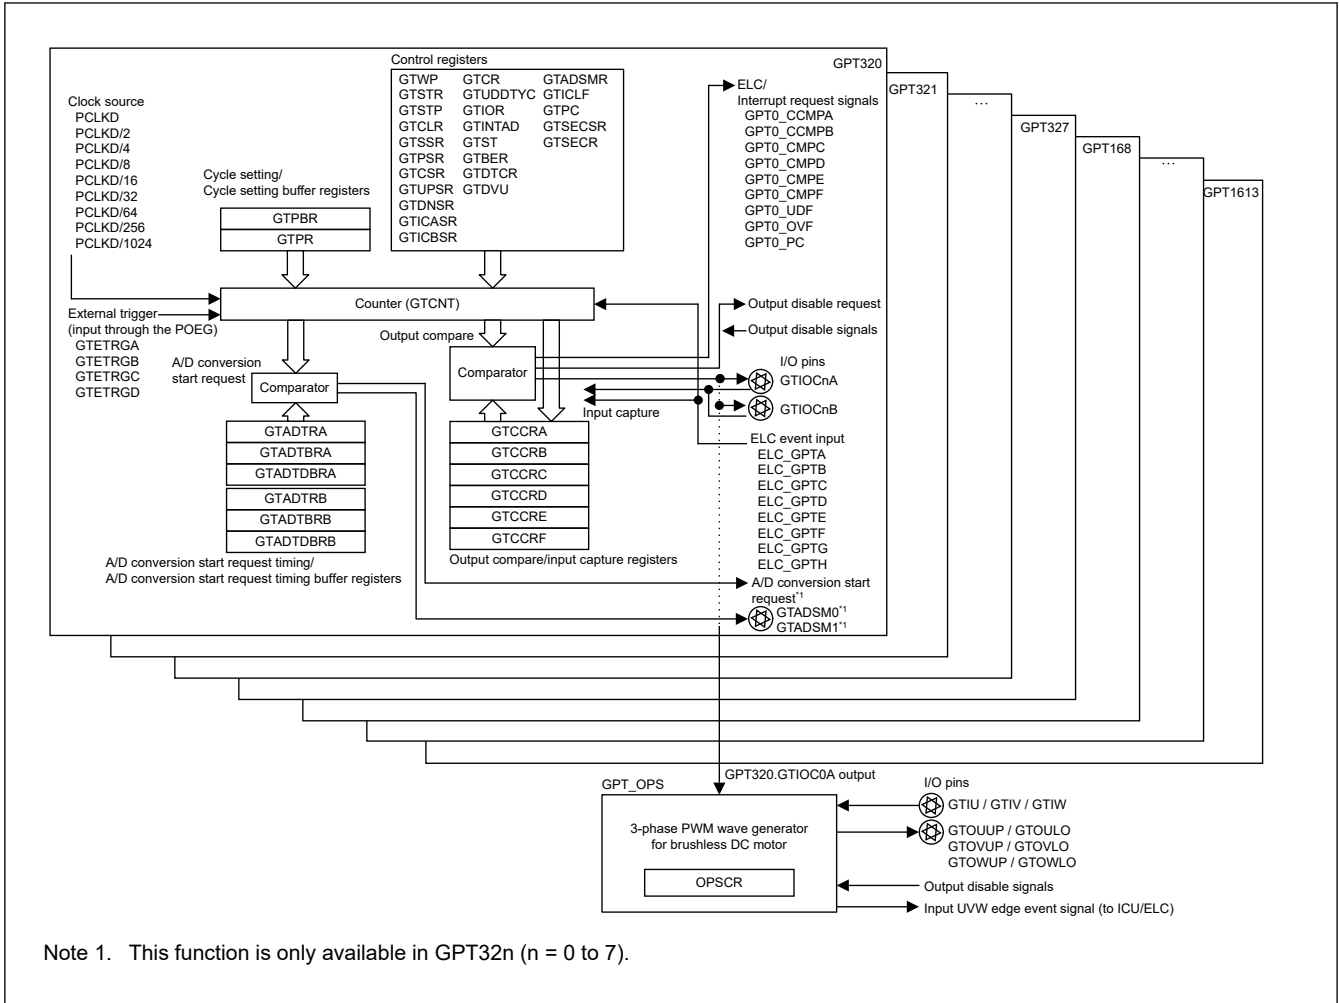 GPT320
GPT321
...
GPT327
GPT168
...
GPT1613
Clock source
PCLKD
PCLKD/2
PCLKD/4
PCLKD/8
PCLKD/16
PCLKD/32
PCLKD/64
PCLKD/256
PCLKD/1024
Cycle setting/
Cycle setting buffer registers
GTPBR
GTPR
Control registers
GTWP GTCR GTADSMR
GTSTR GTUDDTYC GTICLF
GTSTP GTIOR GTPC
GTCLR GTINTAD GTSECSR
GTSSR GTST GTSECR
GTPSR GTBER
GTCSR GTDTCR
GTUPSR GTDVU
GTDNSR
GTICASR
GTICBSR
ELC/
Interrupt request signals
GPT0_CCMPA
GPT0_CCMPB
GPT0_CMPC
GPT0_CMPD
GPT0_CMPE
GPT0_CMPF
GPT0_UDF
GPT0_OVF
GPT0_PC
Counter (GTCNT)
External trigger
(input through the POEG)
GTETRGA
GTETRGB
GTETRGC
GTETRGD
A/D conversion
start request
Comparator
Output compare
Comparator
Input capture
Output disable request
Output disable signals
I/O pins
GTIOCnA
GTIOCnB
GTADTRA
GTADTBRA
GTADTDBRA
GTADTRB
GTADTBRB
GTADTDBRB
A/D conversion start request timing/
A/D conversion start request timing buffer registers
GTCCRA
GTCCRB
GTCCRC
GTCCRD
GTCCRE
GTCCRF
Output compare/input capture registers
ELC event input
ELC_GPTA
ELC_GPTB
ELC_GPTC
ELC_GPTD
ELC_GPTE
ELC_GPTF
ELC_GPTG
ELC_GPTH
A/D conversion start
request*1
GTADSM0*1
GTADSM1*1
GPT320.GTIOC0A output
GPT_OPS
3-phase PWM wave generator
for brushless DC motor
OPSCR
I/O pins
GTIU / GTIV / GTIW
GTOUUP / GTOULO
GTOVUP / GTOVLO
GTOWUP / GTOWLO
Output disable signals
Input UVW edge event signal (to ICU/ELC)
Note 1. This function is only available in GPT32n (n = 0 to 7).